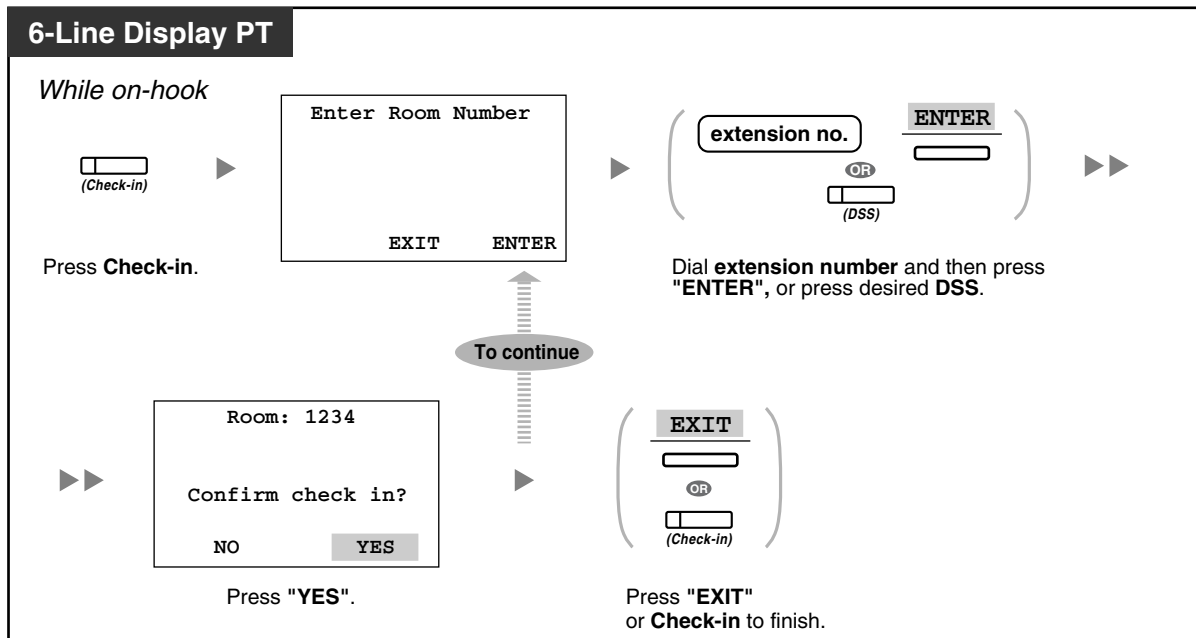 6-Line Display PT
While on-hook
(Check-in)
Press Check-in.
Enter Room Number
EXIT ENTER
extension no.
OR
(DSS)
ENTER
Dial extension number and then press
"ENTER", or press desired DSS.
To continue
Room: 1234
Confirm check in?
NO YES
Press "YES".
EXIT
OR
(Check-in)
Press "EXIT"
or Check-in to finish.